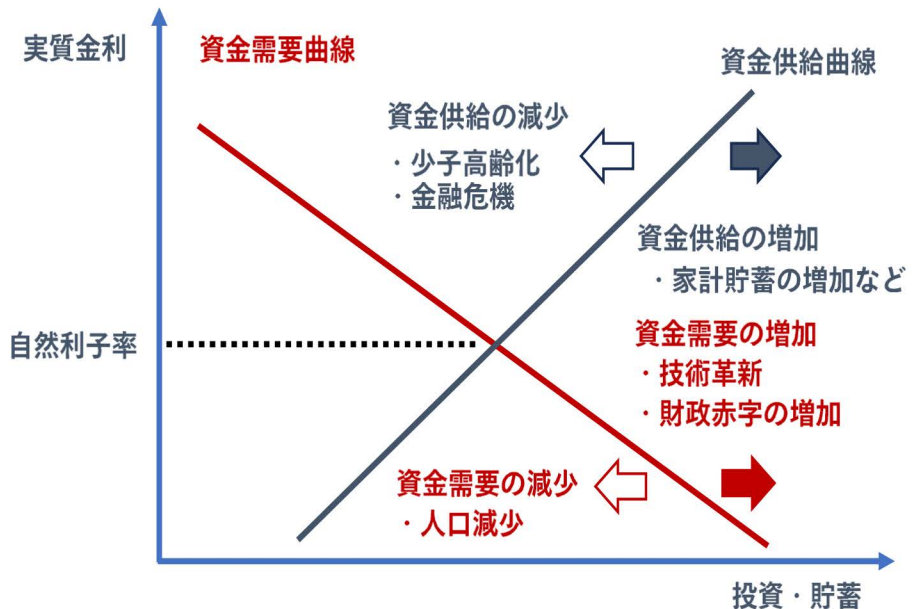 実質金利
資金需要曲線
資金供給曲線
資金供給の減少
・少子高齢化
・金融危機
資金供給の増加
・家計貯蓄の増加など
自然利子率
資金需要の増加
・技術革新
・財政赤字の増加
資金需要の減少
・人口減少
投資・貯蓄